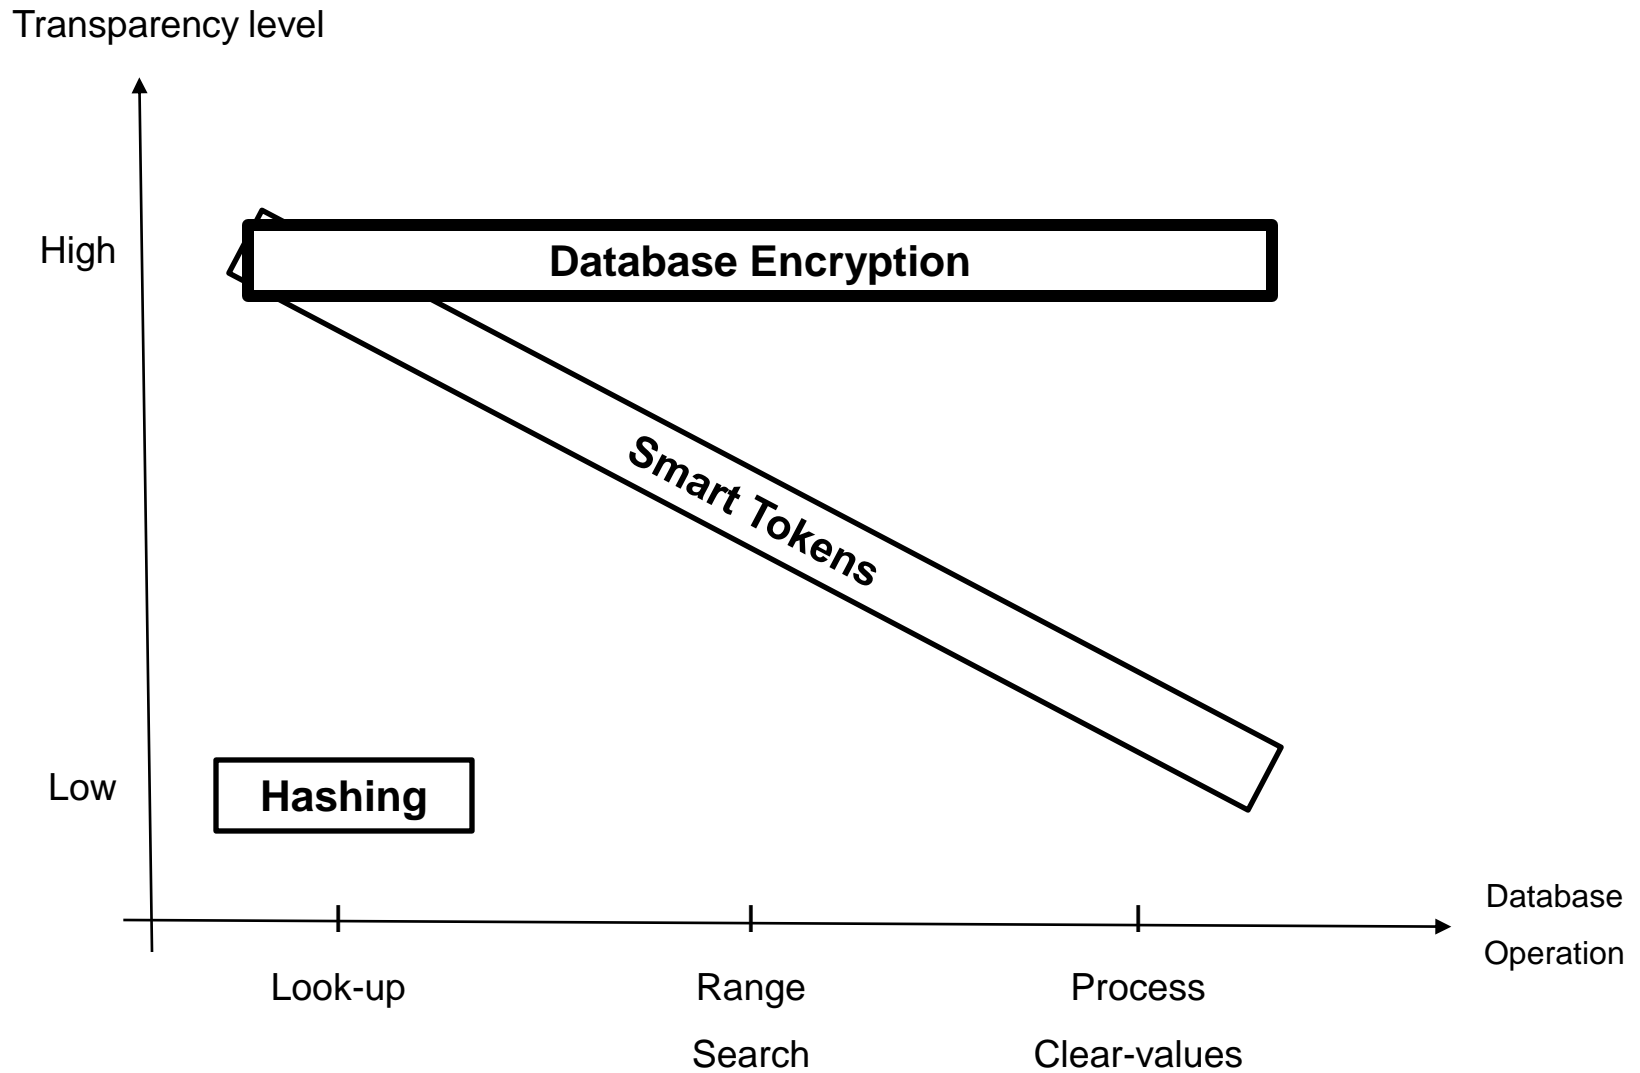 Transparency level
High
Database Encryption
Smart Tokens
Low
Hashing
Database
Operation
Look-up
Range
Search
Process
Clear-values